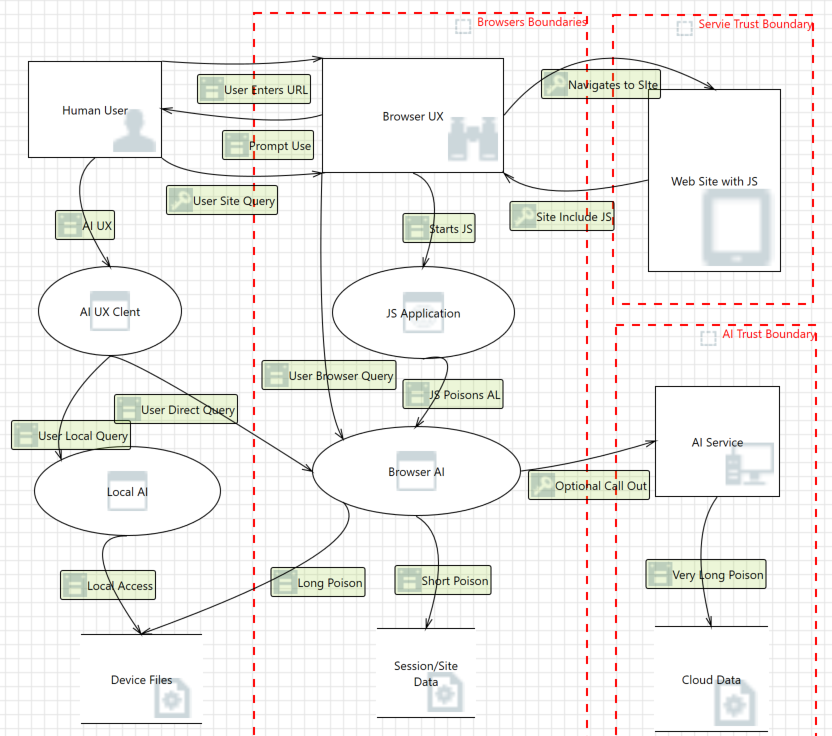 Browsers Boundaries
Servie Trust Boundary
Human User
User Enters URL
Browser UX
Navigates to SIte
Prompt Use
User Site Query
Web Site with JS
AI UX
Starts JS
Site Include JS
AI UX Clent
JS Application
AI Trust Boundary
User Browser Query
JS Poisons AL
User Direct Query
User Local Query
AI Service
Browser AI
Local AI
Optional Call Out
Local Access
Long Poison
Short Poison
Very Long Poison
Device Files
Session/Site
Data
Cloud Data